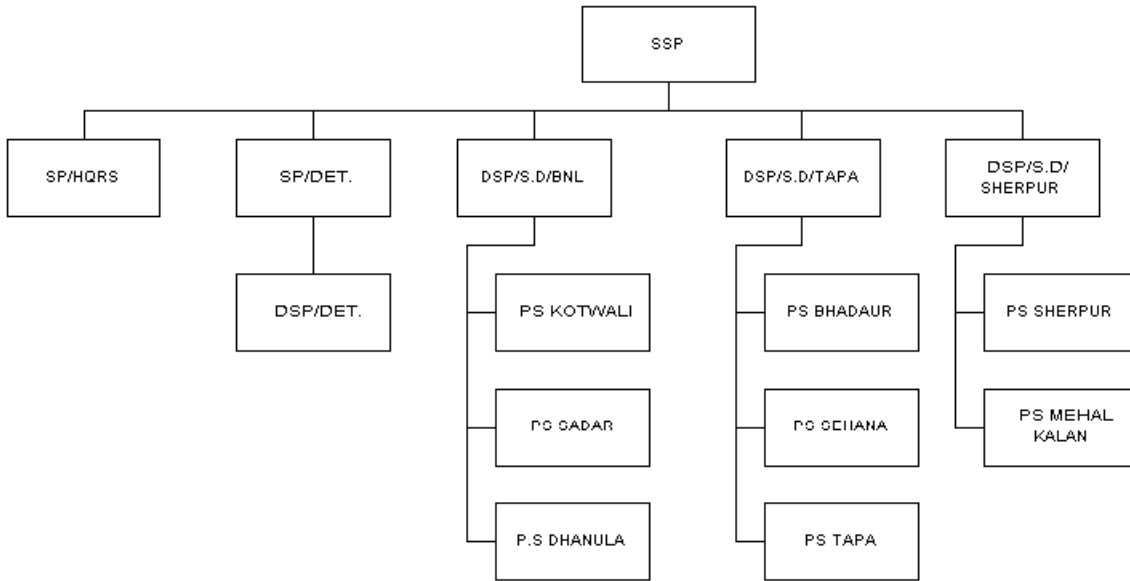 SSP
SP/HQRS
SP/DET.
DSP/S.D/BNL
DSP/S.D/TAPA
DSP/S.D/
SHERPUR
DSP/DET.
PS KOTWALI
PS BHADAUR
PS SHERPUR
PS SADAR
PS SEHANA
PS MEHAL
KALAN
P.S DHANULA
PS TAPA